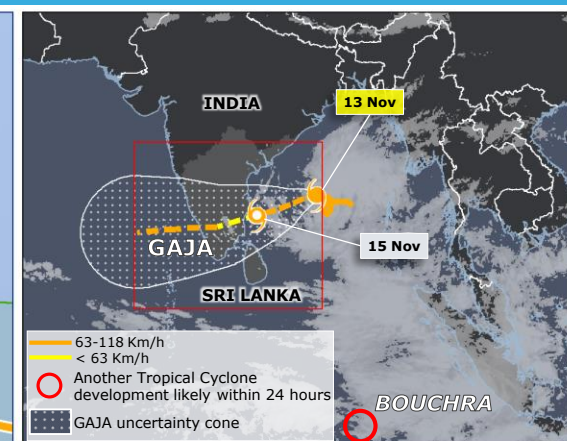 INDIA
13 Nov
GAJA
15 Nov
SRI LANKA
63-118 Km/h
< 63 Km/h
Another Tropical Cyclone
development likely within 24 hours
GAJA uncertainty cone
BOUCHRA